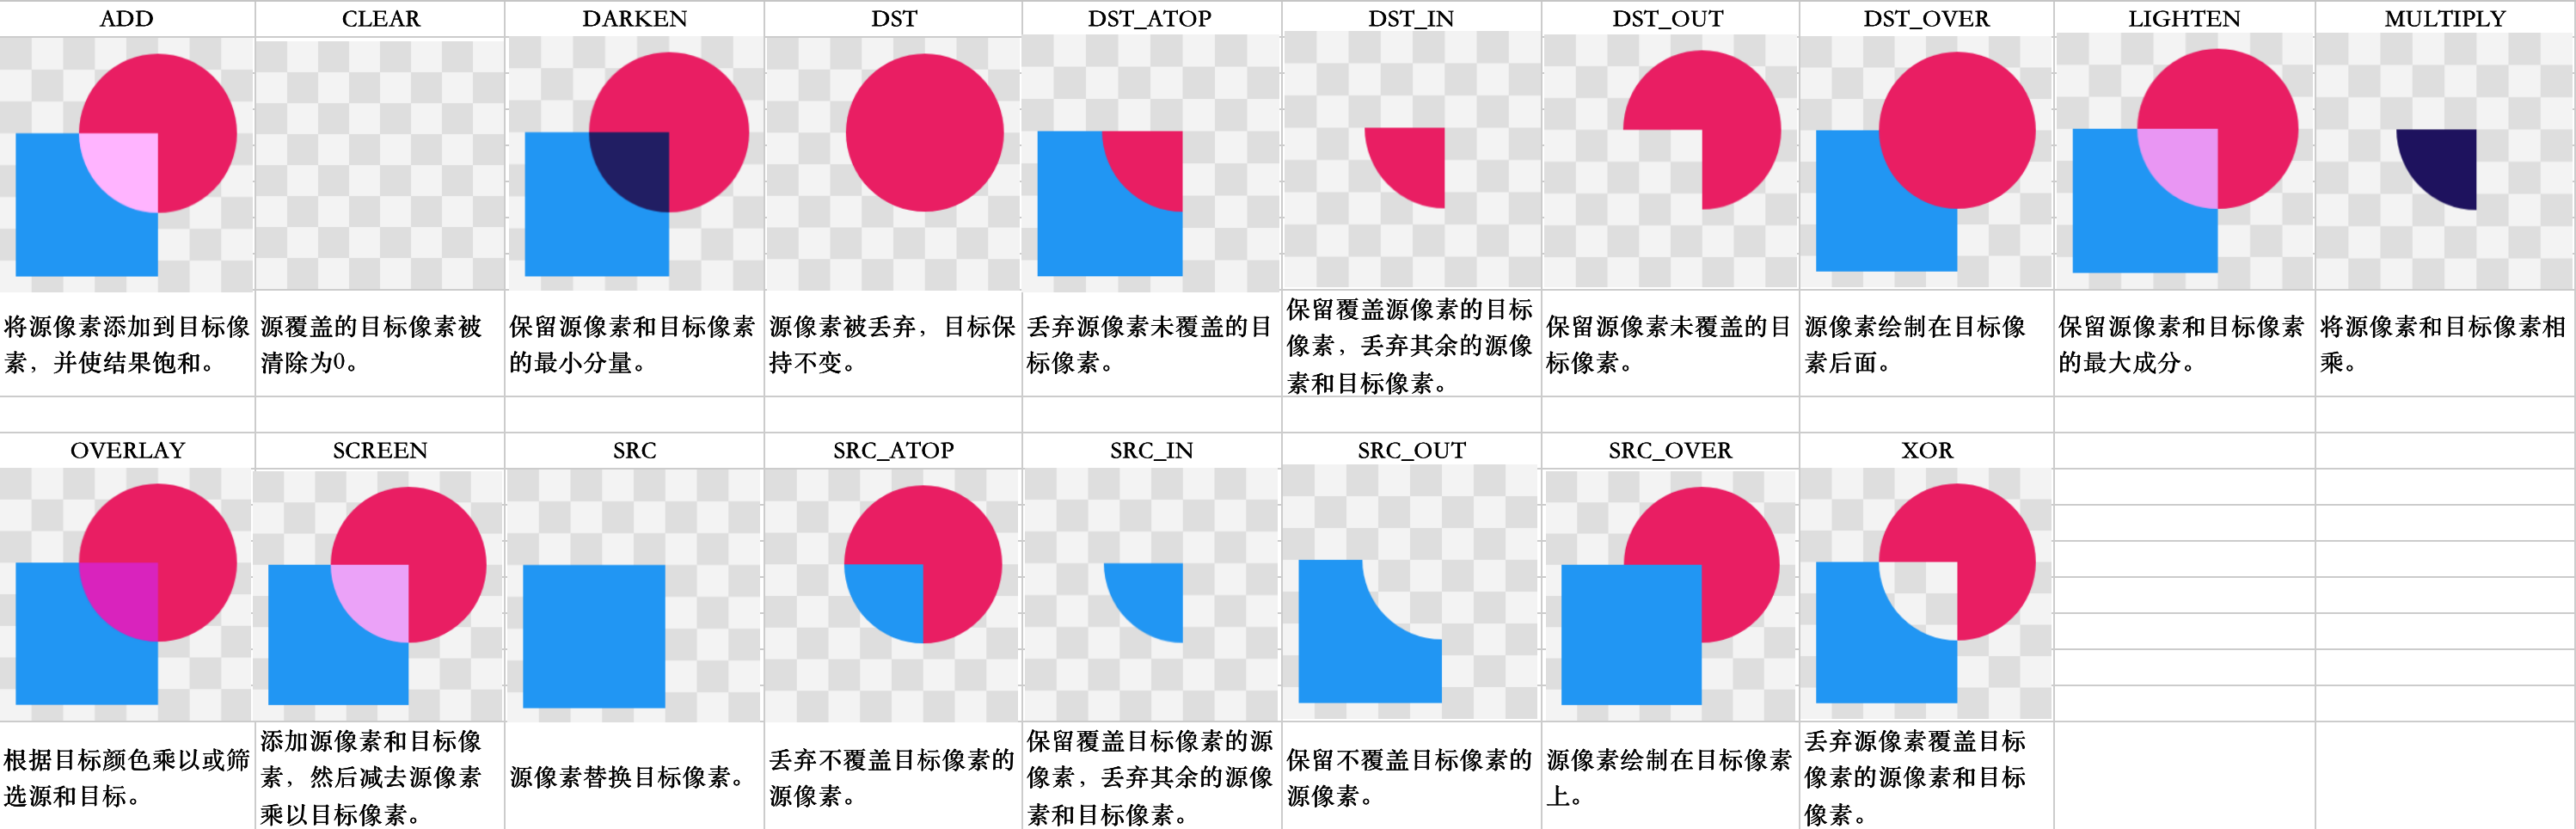 ADD
CLEAR
DARKEN
DST
DST_ATOP
DST_IN
DST_OUT
DST_OVER
LIGHTEN
MULTIPLY
将源像素添加到目标像
素，并使结果饱和。
源覆盖的目标像素被
清除为0。
保留源像素和目标像素
的最小分量。
源像素被丢弃，目标保
持不变。
丢弃源像素未覆盖的目
标像素。
保留覆盖源像素的目标
像素，丢弃其余的源像
素和目标像素。
保留源像素未覆盖的目
标像素。
源像素绘制在目标像
素后面。
保留源像素和目标像素
的最大成分。
将源像素和目标像素相
乘。
OVERLAY
SCREEN
SRC
SRC_ATOP
SRC_IN
SRC_OUT
SRC_OVER
XOR
根据目标颜色乘以或筛
选源和目标。
添加源像素和目标像
素，然后减去源像素
乘以目标像素。
源像素替换目标像素。
丢弃不覆盖目标像素的
源像素。
保留覆盖目标像素的源
像素，丢弃其余的源像
素和目标像素。
保留不覆盖目标像素的
源像素。
源像素绘制在目标像素
上。
丢弃源像素覆盖目标
像素的源像素和目标
像素。